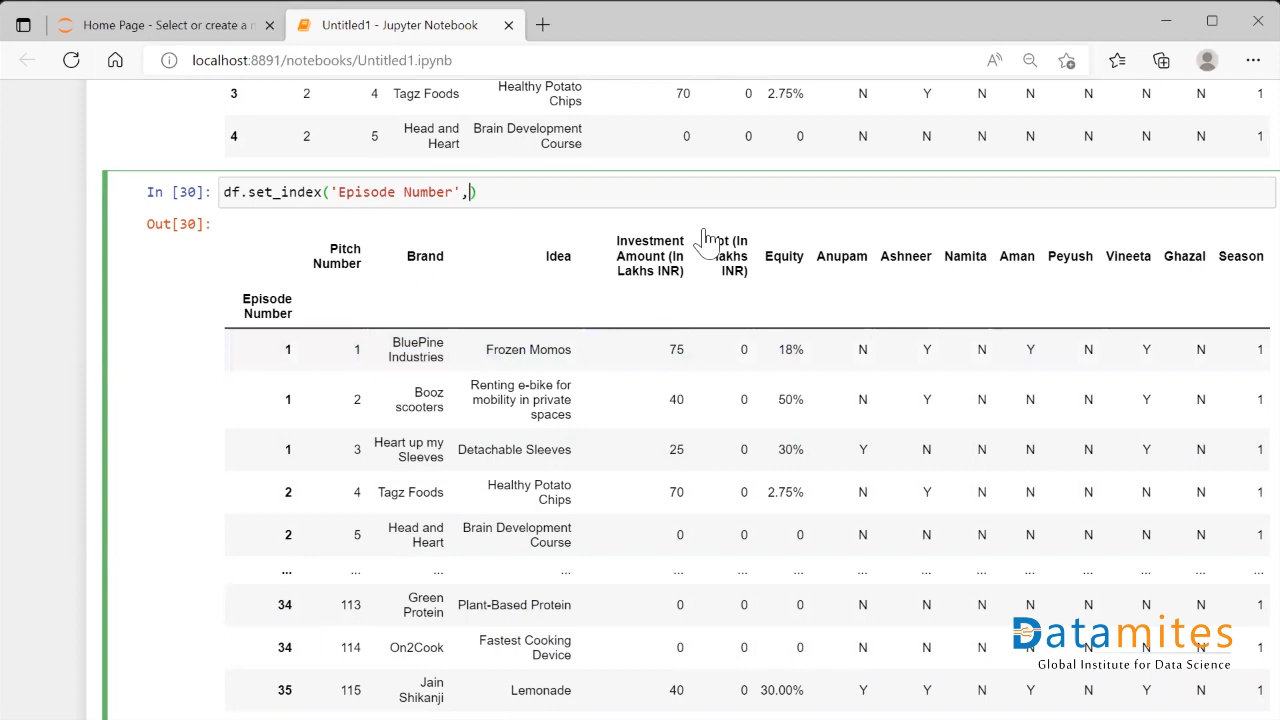 Home Page - Select or create a n
Untitled1 - Jupyter Notebook
localhost:8891/notebooks/Untitled1.ipynb
3 2 4 Tagz Foods Healthy Potato Chips 70 0 2.75% N Y N N N N N 1
4 2 5 Head and Heart Brain Development Course 0 0 0 N N N N N N N 1
In [30]: df.set_index('Episode Number',)
Out[30]:
Pitch Number Brand Idea Investment Amount (In Lakhs INR) (In lakhs INR) Equity Anupam Ashneer Namita Aman Peyush Vineeta Ghazal Season
Episode Number
1 1 BluePine Industries Frozen Momos 75 0 18% N Y N Y N Y N 1
1 2 Booz scooters Renting e-bike for mobility in private spaces 40 0 50% N Y N N N Y N 1
1 3 Heart up my Sleeves Detachable Sleeves 25 0 30% Y N N N N Y N 1
2 4 Tagz Foods Healthy Potato Chips 70 0 2.75% N Y N N N N N 1
2 5 Head and Heart Brain Development Course 0 0 0 N N N N N N N 1
... ... ... ... ... ... ... ... ... ... ... ... ... ... ...
34 113 Green Protein Plant-Based Protein 0 0 0 N N N N N N N 1
34 114 On2Cook Fastest Cooking Device 0 0 0 N N N N N N N 1
35 115 Jain Shikanji Lemonade 40 0 30.00% Y Y N Y N Y N 1
Datamites
Global Institute for Data Science